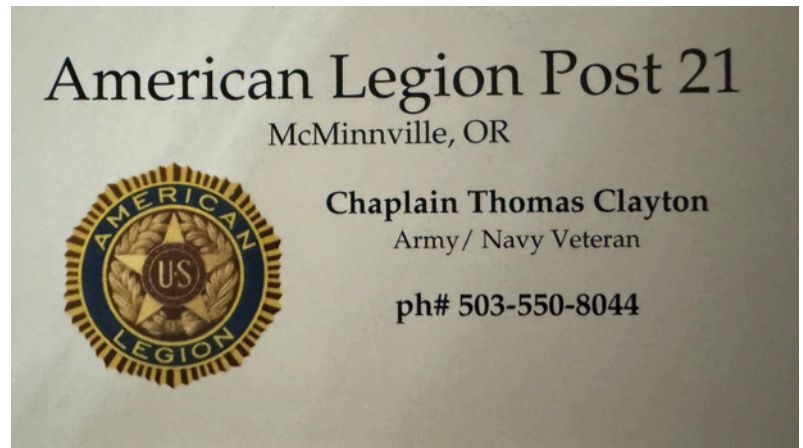 American Legion Post 21
McMinnville, OR
AMERICAN
U·S
LEGION
Chaplain Thomas Clayton
Army/ Navy Veteran
ph# 503-550-8044